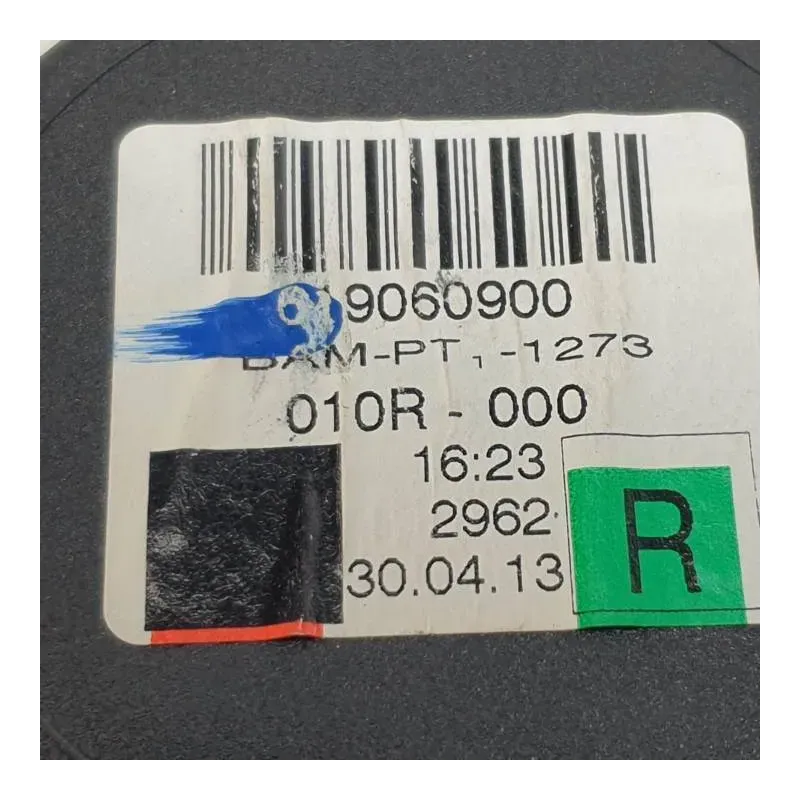 9060900
BAM-PT1-1273
010R - 000
16:23
2962
30.04.13
R